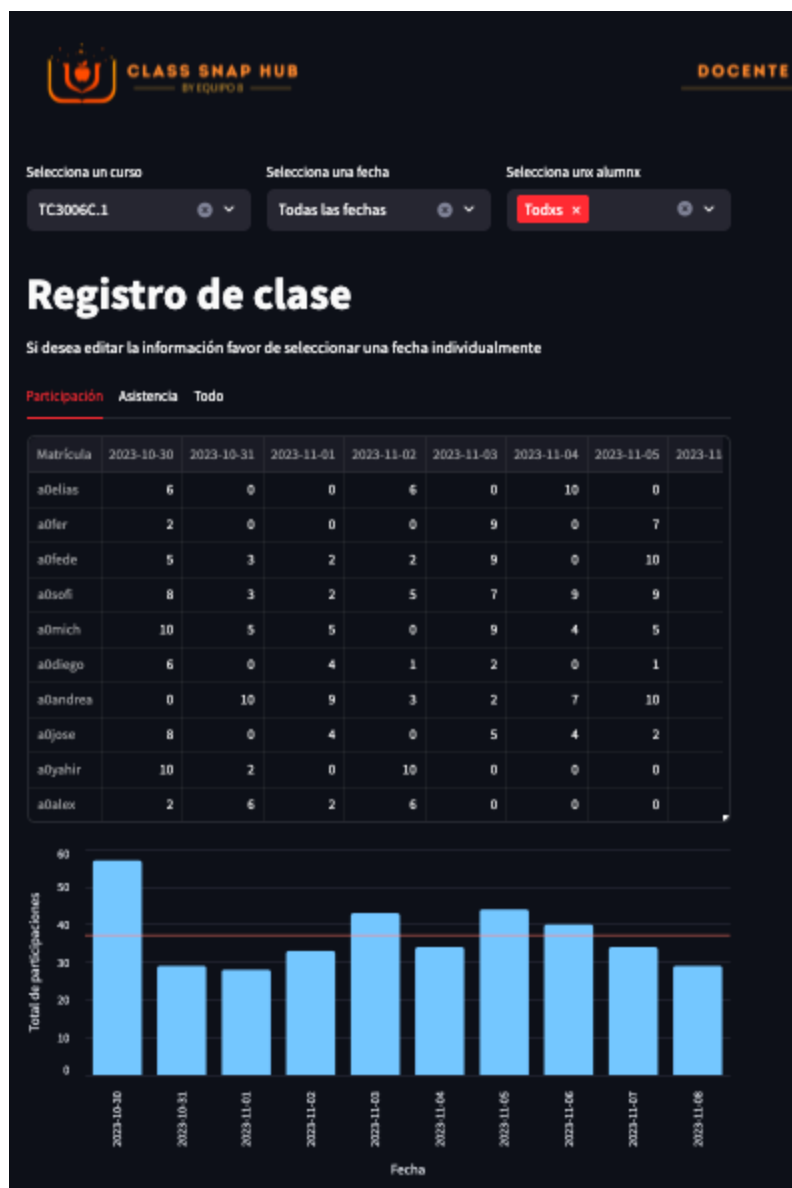 CLASS SNAP HUB
BY EQUIPO 8
DOCENTE
Selecciona un curso Selecciona una fecha Selecciona unx alumnx
TC3006C.1 Todas las fechas Todxs ×
Registro de clase
Si desea editar la información favor de seleccionar una fecha individualmente
Participación Asistencia Todo
Matrícula 2023-10-30 2023-10-31 2023-11-01 2023-11-02 2023-11-03 2023-11-04 2023-11-05 2023-11
a0elias 6 0 0 6 0 10 0
a0fer 2 0 0 0 9 0 7
a0fede 5 3 2 2 9 0 10
a0sofi 8 3 2 5 7 9 9
a0mich 10 5 5 0 9 4 5
a0diego 6 0 4 1 2 0 1
a0andrea 0 10 9 3 2 7 10
a0jose 8 0 4 0 5 4 2
a0yahir 10 2 0 10 0 0 0
a0alex 2 6 2 6 0 0 0
Total de participaciones
60
50
40
30
20
10
0
2023-10-30 2023-10-31 2023-11-01 2023-11-02 2023-11-03 2023-11-04 2023-11-05 2023-11-06 2023-11-07 2023-11-08
Fecha